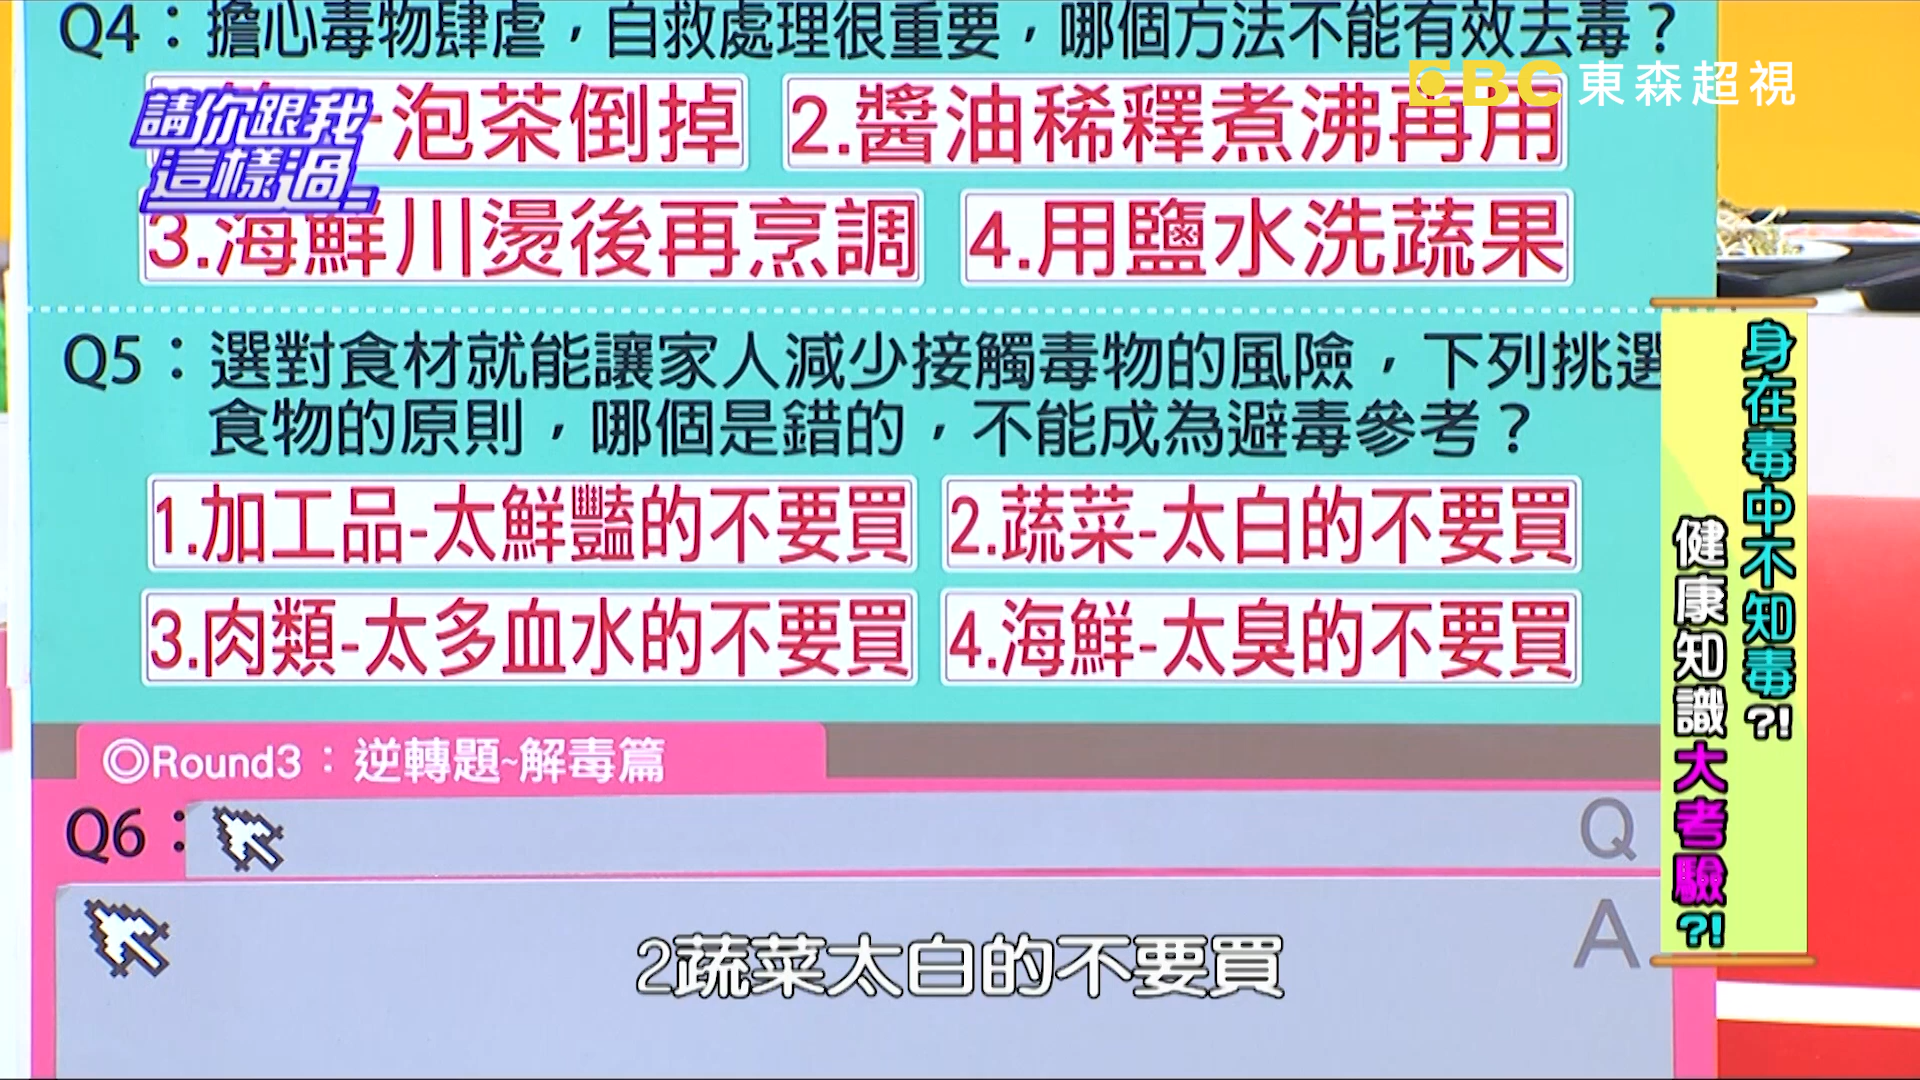 Q4：擔心毒物肆虐，自救處理很重要，哪個方法不能有效去毒？
EBC 東森超視
請你跟我
這樣過
泡茶倒掉
2.醬油稀釋煮沸再用
3.海鮮川燙後再烹調
4.用鹽水洗蔬果
Q5：選對食材就能讓家人減少接觸毒物的風險，下列挑選
食物的原則，哪個是錯的，不能成為避毒參考？
1.加工品-太鮮豔的不要買
2.蔬菜-太白的不要買
3.肉類-太多血水的不要買
4.海鮮-太臭的不要買
身在毒中不知毒?!
健康知識大考驗?!
◎Round3：逆轉題~解毒篇
Q6：
Q
A
2蔬菜太白的不要買